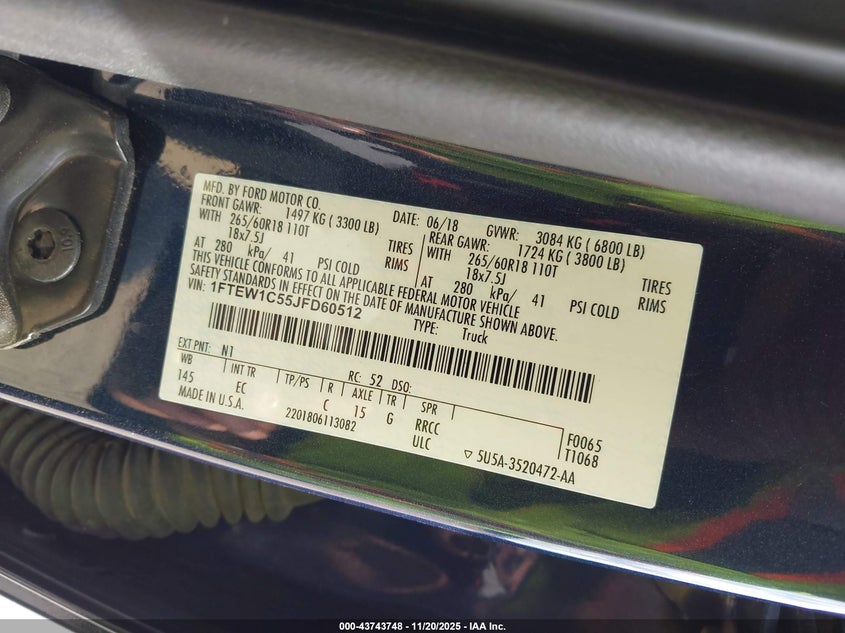 MFD. BY FORD MOTOR CO.
DATE: 06/18 GVWR: 3084 KG ( 6800 LB)
FRONT GAWR: 1497 KG ( 3300 LB)
REAR GAWR: 1724 KG ( 3800 LB)
WITH 265/60R18 110T TIRES
WITH 265/60R18 110T TIRES
18x7.5J RIMS
18x7.5J RIMS
AT 280 kPa/ 41 PSI COLD
AT 280 kPa/ 41 PSI COLD
THIS VEHICLE CONFORMS TO ALL APPLICABLE FEDERAL MOTOR VEHICLE
SAFETY STANDARDS IN EFFECT ON THE DATE OF MANUFACTURE SHOWN ABOVE.
VIN: 1FTEW1C55JFD60512
TYPE: Truck
EXT PNT: N1 RC: 52 DSO:
WB INT TR TP/PS R AXLE TR SPR
145 EC C 15 G RRCC F0065
ULC T1068
MADE IN U.S.A. 2201806113082
▽ 5U5A-3520472-AA
10.9
000-43743748 - 11/20/2025 - IAA Inc.